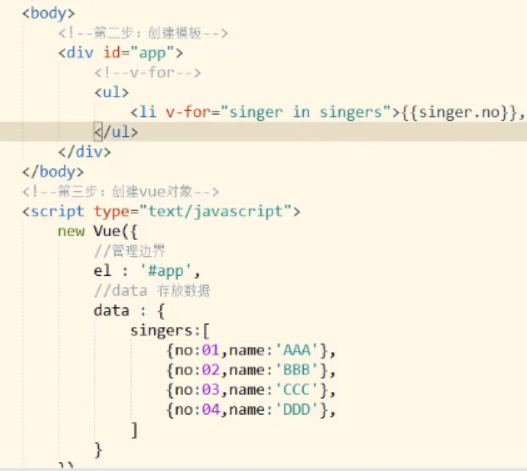 <body>
<!--第二步：创建模板-->
<div id="app">
<!--v-for-->
<ul>
<li v-for="singer in singers">{{singer.no}},
</ul>
</div>
</body>
<!--第三步：创建vue对象-->
<script type="text/javascript">
new Vue({
//管理边界
el : '#app',
//data 存放数据
data : {
singers:[
{no:01,name:'AAA'},
{no:02,name:'BBB'},
{no:03,name:'CCC'},
{no:04,name:'DDD'},
]
}
})